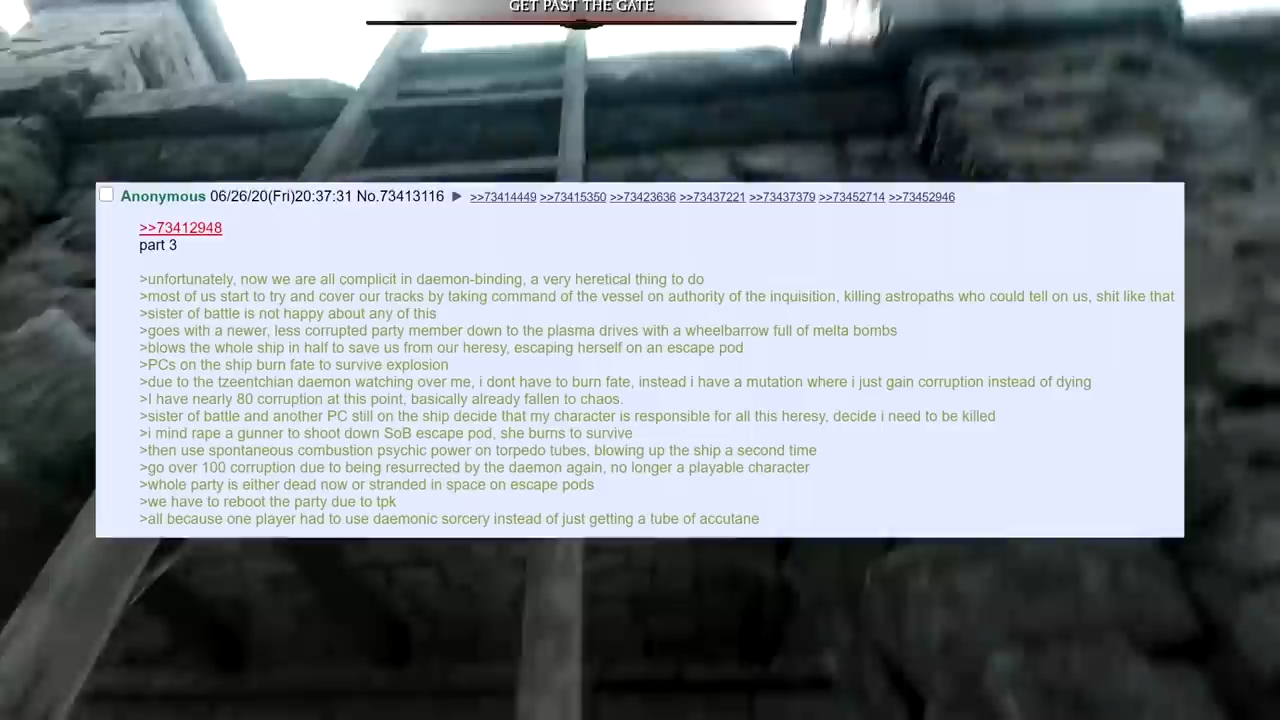 GET PAST THE GATE
Anonymous 06/26/20(Fri)20:37:31 No.73413116 ▶ >>73414449 >>73415350 >>73423636 >>73437221 >>73437379 >>73452714 >>73452946
>>73412948
part 3
>unfortunately, now we are all complicit in daemon-binding, a very heretical thing to do
>most of us start to try and cover our tracks by taking command of the vessel on authority of the inquisition, killing astropaths who could tell on us, shit like that
>sister of battle is not happy about any of this
>goes with a newer, less corrupted party member down to the plasma drives with a wheelbarrow full of melta bombs
>blows the whole ship in half to save us from our heresy, escaping herself on an escape pod
>PCs on the ship burn fate to survive explosion
>due to the tzeentchian daemon watching over me, i dont have to burn fate, instead i have a mutation where i just gain corruption instead of dying
>I have nearly 80 corruption at this point, basically already fallen to chaos.
>sister of battle and another PC still on the ship decide that my character is responsible for all this heresy, decide i need to be killed
>i mind rape a gunner to shoot down SoB escape pod, she burns to survive
>then use spontaneous combustion psychic power on torpedo tubes, blowing up the ship a second time
>go over 100 corruption due to being resurrected by the daemon again, no longer a playable character
>whole party is either dead now or stranded in space on escape pods
>we have to reboot the party due to tpk
>all because one player had to use daemonic sorcery instead of just getting a tube of accutane